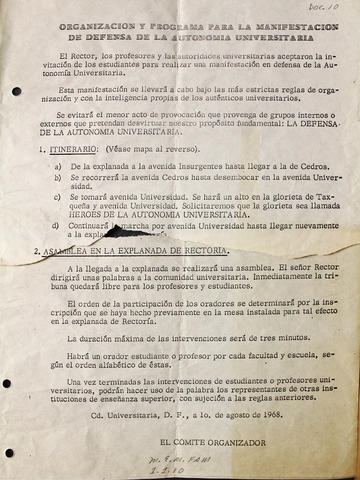 Doc. 10
ORGANIZACION Y PROGRAMA PARA LA MANIFESTACION
DE DEFENSA DE LA AUTONOMIA UNIVERSITARIA
El Rector, los profesores y las autoridades universitarias aceptaron la in-
vitación de los estudiantes para realizar una manifestación en defensa de la Au-
tonomía Universitaria.
Esta manifestación se llevará a cabo bajo las más estrictas reglas de or-
ganización y con la inteligencia propias de los auténticos universitarios.
Se evitará el menor acto de provocación que provenga de grupos internos o
externos que pretendan desvirtuar nuestro propósito fundamental: LA DEFENSA
DE LA AUTONOMIA UNIVERSITARIA.
1. ITINERARIO: (Véase mapa al reverso).
a) De la explanada a la avenida Insurgentes hasta llegar a la de Cedros.
b) Se recorrerá la avenida Cedros hasta desembocar en la avenida Univer-
sidad.
c) Se tomará avenida Universidad. Se hará un alto en la glorieta de Tax-
queña y avenida Universidad. Solicitaremos que la glorieta sea llamada
HEROES DE LA AUTONOMIA UNIVERSITARIA.
d) Continuará la marcha por avenida Universidad hasta llegar nuevamente
a la
2. ASAMBLEA EN LA EXPLANADA DE RECTORIA.
A la llegada a la explanada se realizará una asamblea. El señor Rector
dirigirá unas palabras a la comunidad universitaria. Inmediatamente la tri-
buna quedará libre para los profesores y estudiantes.
El orden de la participación de los oradores se determinará por la ins-
cripción que se haya hecho previamente en la mesa instalada para tal efecto
en la explanada de Rectoría.
La duración máxima de las intervenciones será de tres minutos.
Habrá un orador estudiante o profesor por cada facultad y escuela, se-
gún el orden alfabético de éstas.
Una vez terminadas las intervenciones de estudiantes o profesores uni-
versitarios, podrán hacer uso de la palabra los representantes de otras ins-
tituciones de enseñanza superior, con sujeción a las reglas anteriores.
Cd. Universitaria, D. F., a 1o. de agosto de 1968.
EL COMITE ORGANIZADOR